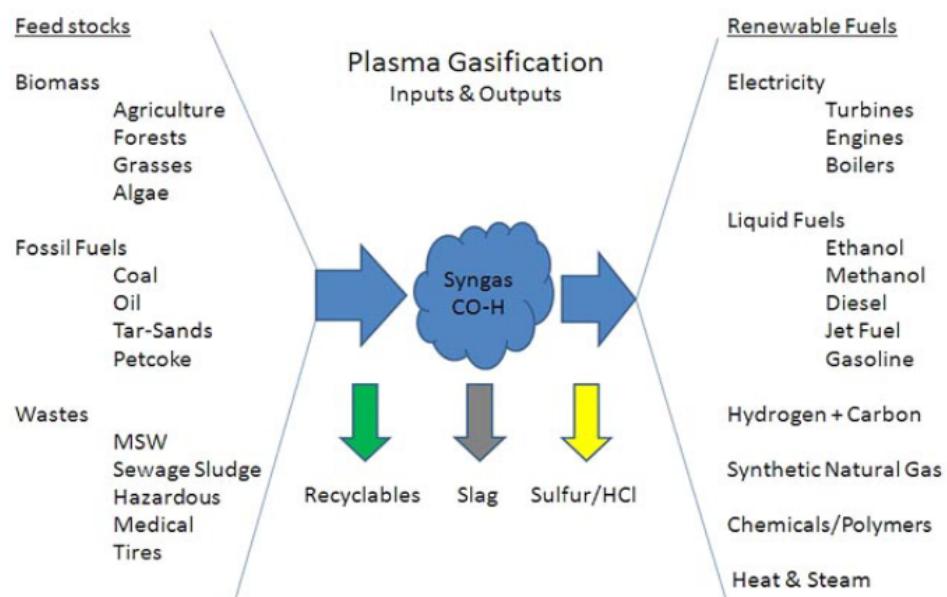 Feed stocks
Biomass
Agriculture
Forests
Grasses
Algae
Fossil Fuels
Coal
Oil
Tar-Sands
Petcoke
Wastes
MSW
Sewage Sludge
Hazardous
Medical
Tires
Plasma Gasification
Inputs & Outputs
Syngas
CO-H
Recyclables
Slag
Sulfur/HCl
Renewable Fuels
Electricity
Turbines
Engines
Boilers
Liquid Fuels
Ethanol
Methanol
Diesel
Jet Fuel
Gasoline
Hydrogen + Carbon
Synthetic Natural Gas
Chemicals/Polymers
Heat & Steam